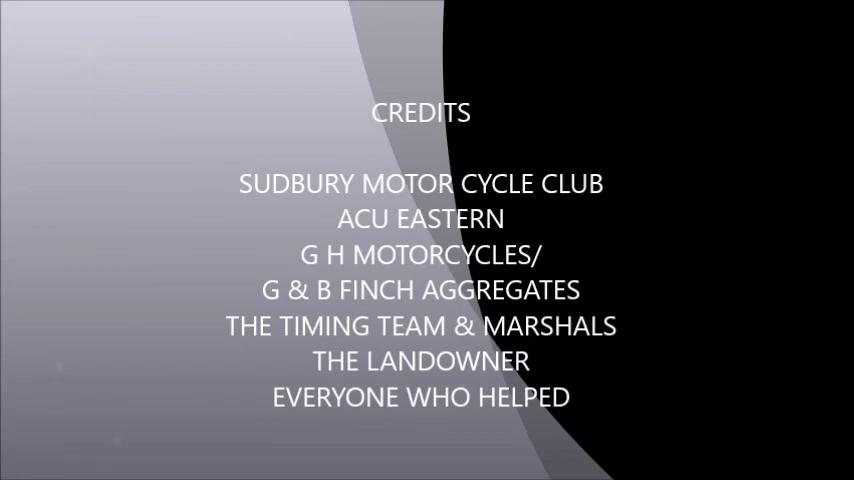 CREDITS
SUDBURY MOTOR CYCLE CLUB
ACU EASTERN
G H MOTORCYCLES/
G & B FINCH AGGREGATES
THE TIMING TEAM & MARSHALS
THE LANDOWNER
EVERYONE WHO HELPED